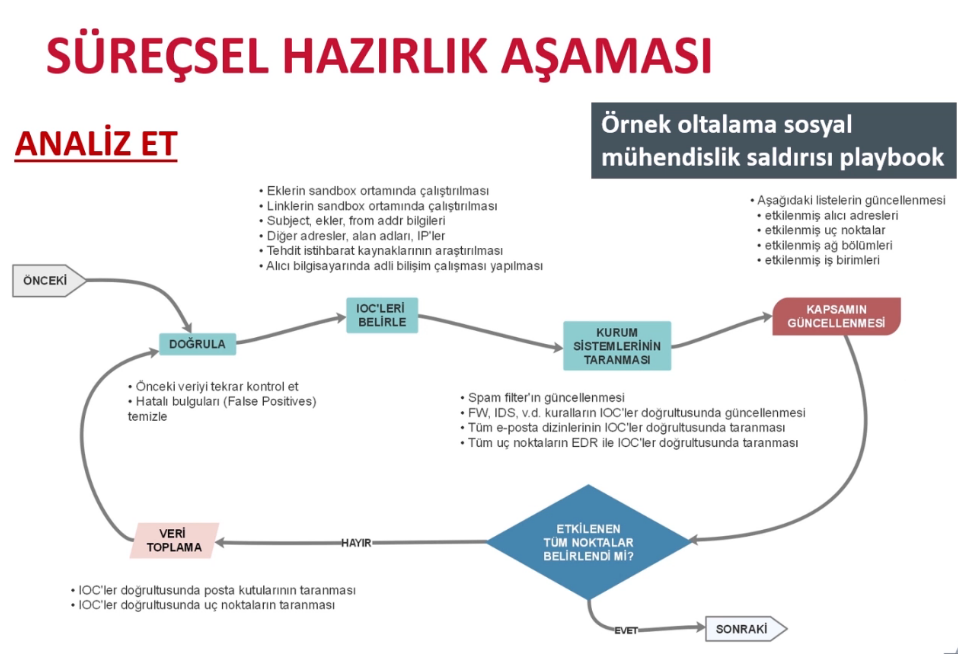 SÜREÇSEL HAZIRLIK AŞAMASI
ANALİZ ET
Örnek oltalama sosyal
mühendislik saldırısı playbook
• Eklerin sandbox ortamında çalıştırılması
• Linklerin sandbox ortamında çalıştırılması
• Subject, ekler, from addr bilgileri
• Diğer adresler, alan adları, IP'ler
• Tehdit istihbarat kaynaklarının araştırılması
• Alıcı bilgisayarında adli bilişim çalışması yapılması
• Aşağıdaki listelerin güncellenmesi
• etkilenmiş alıcı adresleri
• etkilenmiş uç noktalar
• etkilenmiş ağ bölümleri
• etkilenmiş iş birimleri
ÖNCEKİ
DOĞRULA
IOC'LERİ
BELİRLE
KURUM
SİSTEMLERİNİN
TARANMASI
KAPSAMIN
GÜNCELLENMESİ
• Önceki veriyi tekrar kontrol et
• Hatalı bulguları (False Positives)
temizle
• Spam filter'ın güncellenmesi
• FW, IDS, v.d. kuralların IOC'ler doğrultusunda güncellenmesi
• Tüm e-posta dizinlerinin IOC'ler doğrultusunda taranması
• Tüm uç noktaların EDR ile IOC'ler doğrultusunda taranması
ETKİLENEN
TÜM NOKTALAR
BELİRLENDİ Mİ?
HAYIR
VERİ
TOPLAMA
• IOC'ler doğrultusunda posta kutularının taranması
• IOC'ler doğrultusunda uç noktaların taranması
EVET
SONRAKİ